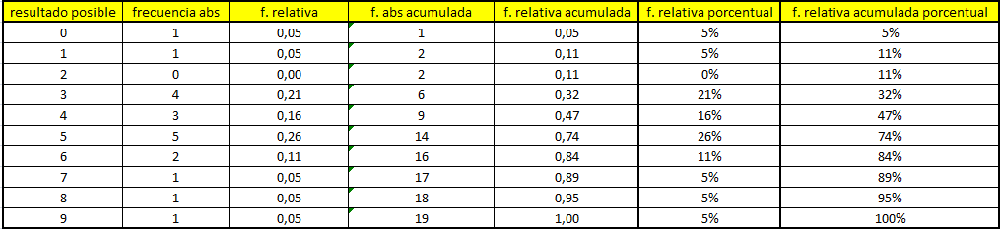 resultado posible frecuencia abs f. relativa f. abs acumulada f. relativa acumulada f. relativa porcentual f. relativa acumulada porcentual
0 1 0,05 1 0,05 5% 5%
1 1 0,05 2 0,11 5% 11%
2 0 0,00 2 0,11 0% 11%
3 4 0,21 6 0,32 21% 32%
4 3 0,16 9 0,47 16% 47%
5 5 0,26 14 0,74 26% 74%
6 2 0,11 16 0,84 11% 84%
7 1 0,05 17 0,89 5% 89%
8 1 0,05 18 0,95 5% 95%
9 1 0,05 19 1,00 5% 100%